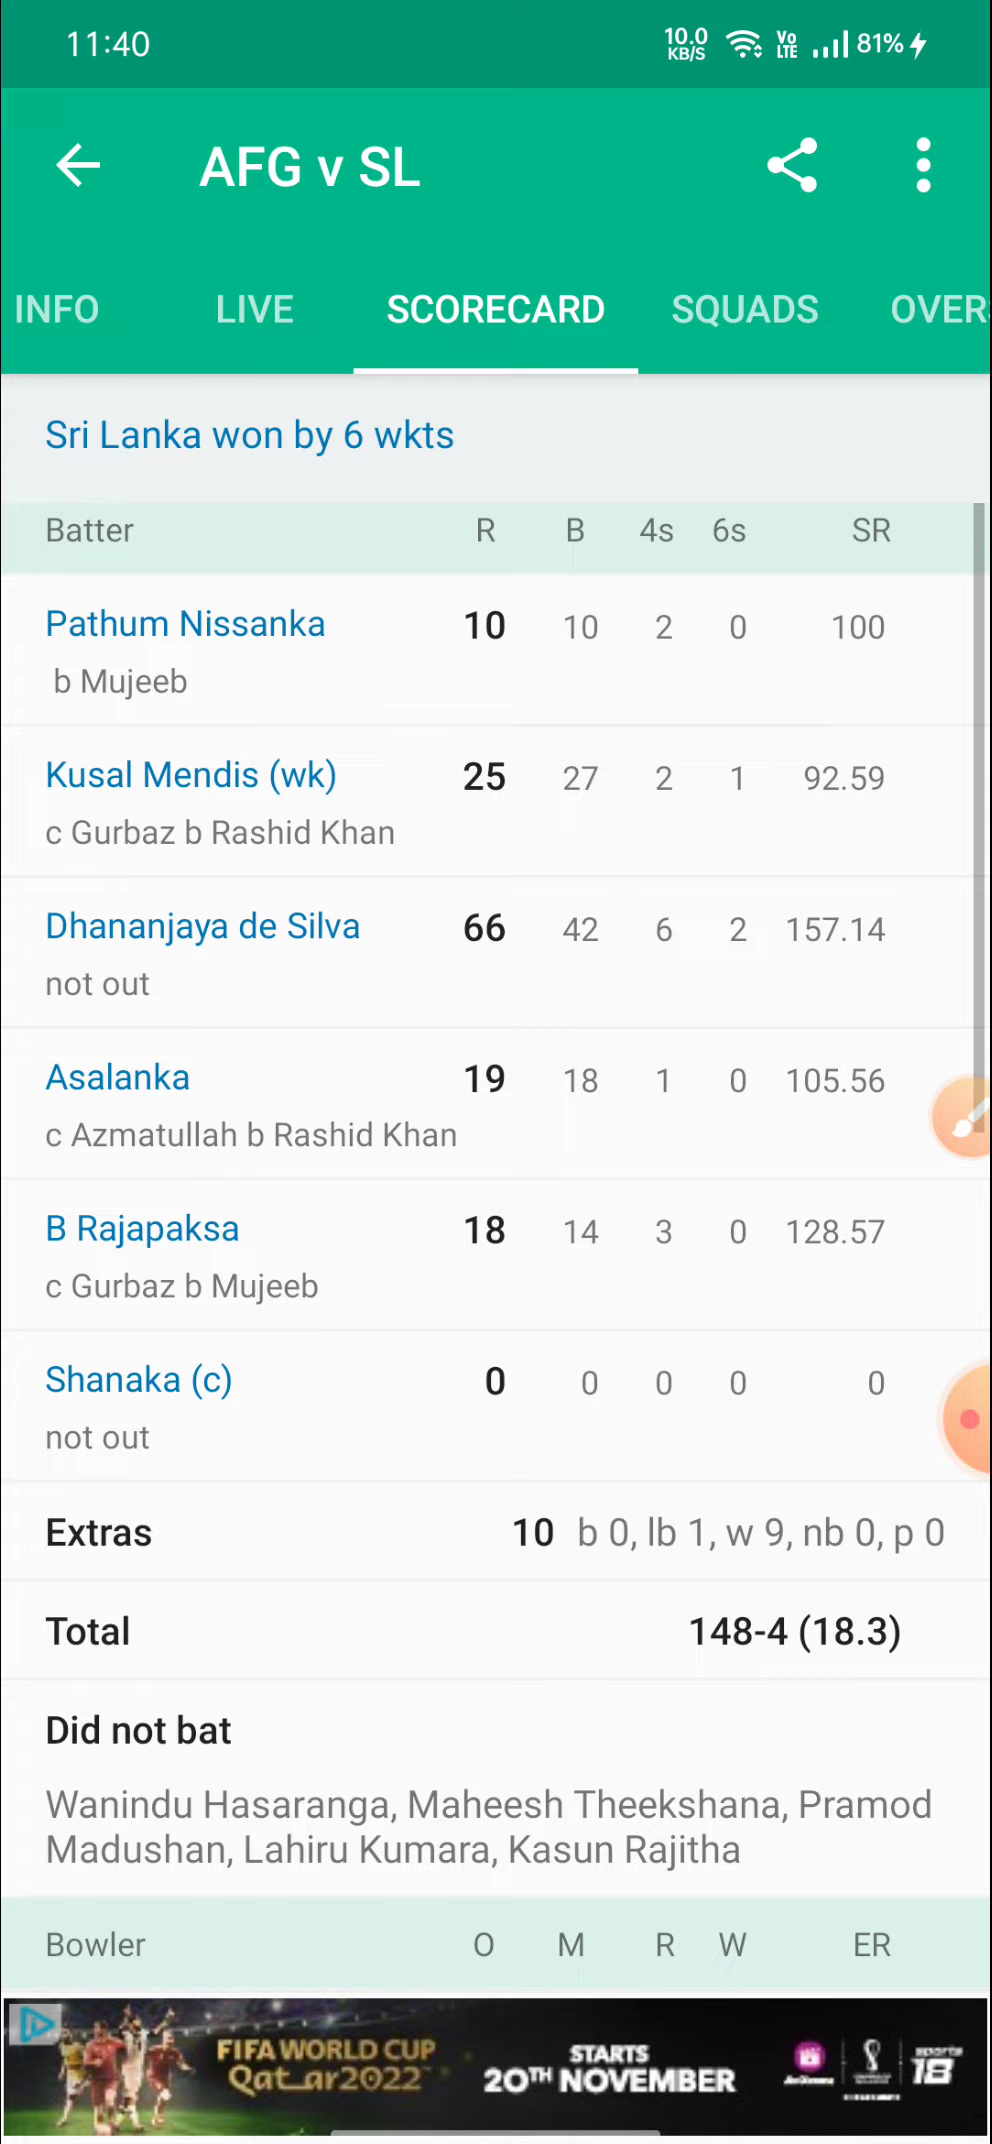 11:40
10.0 KB/S
Vo LTE
81%
AFG v SL
INFO LIVE SCORECARD SQUADS OVER
Sri Lanka won by 6 wkts
Batter R B 4s 6s SR
Pathum Nissanka 10 10 2 0 100
b Mujeeb
Kusal Mendis (wk) 25 27 2 1 92.59
c Gurbaz b Rashid Khan
Dhananjaya de Silva 66 42 6 2 157.14
not out
Asalanka 19 18 1 0 105.56
c Azmatullah b Rashid Khan
B Rajapaksa 18 14 3 0 128.57
c Gurbaz b Mujeeb
Shanaka (c) 0 0 0 0 0
not out
Extras 10 b 0, lb 1, w 9, nb 0, p 0
Total 148-4 (18.3)
Did not bat
Wanindu Hasaranga, Maheesh Theekshana, Pramod
Madushan, Lahiru Kumara, Kasun Rajitha
Bowler O M R W ER
FIFA WORLD CUP
Qatar2022
STARTS
20TH NOVEMBER
sports
18